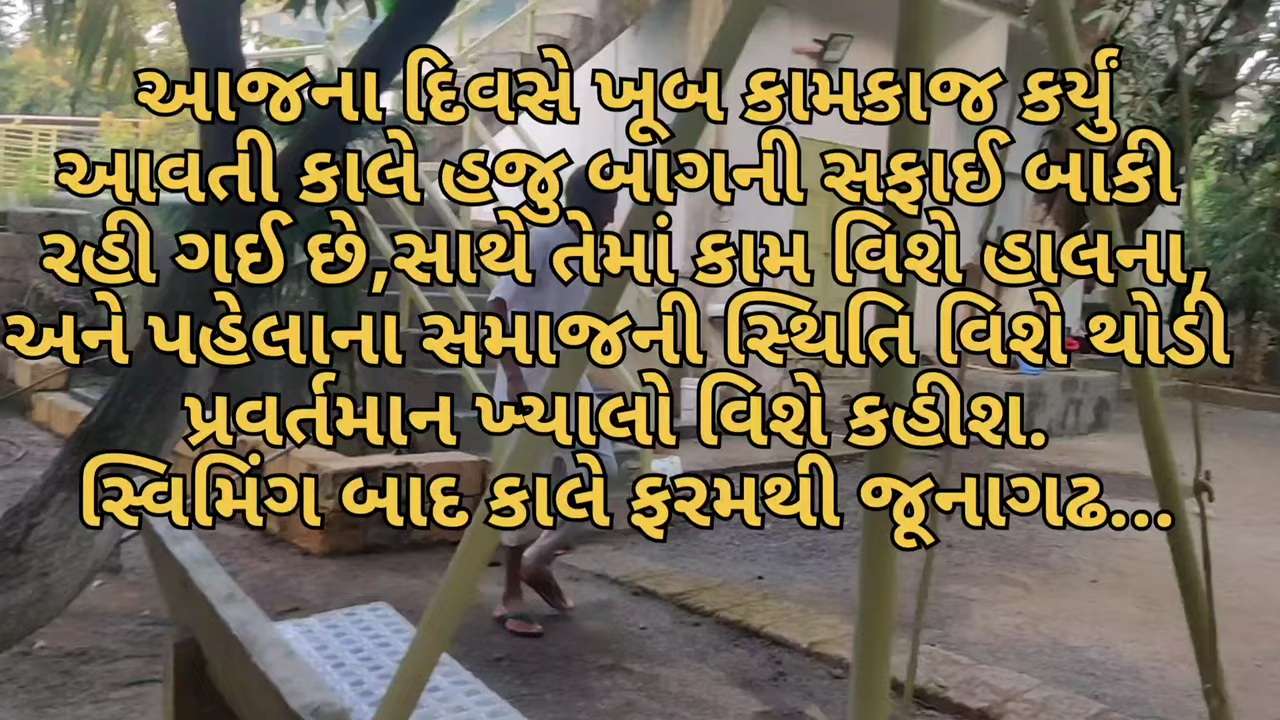 આજના દિવસે ખૂબ કામકાજ કર્યું
આવતી કાલે હજુ બાગની સફાઈ બાકી
રહી ગઈ છે,સાથે તેમાં કામ વિશે હાલના,
અને પહેલાના સમાજની સ્થિતિ વિશે થોડી
પ્રવર્તમાન ખ્યાલો વિશે કહીશ.
સ્વિમિંગ બાદ કાલે ફરમથી જૂનાગઢ...